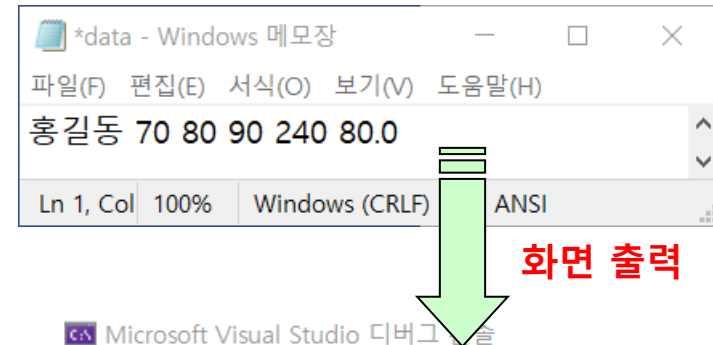 *data - Windows 메모장
파일(F) 편집(E) 서식(O) 보기(V) 도움말(H)
홍길동 70 80 90 240 80.0
Ln 1, Col 100% Windows (CRLF) ANSI
화면 출력
Microsoft Visual Studio 디버그